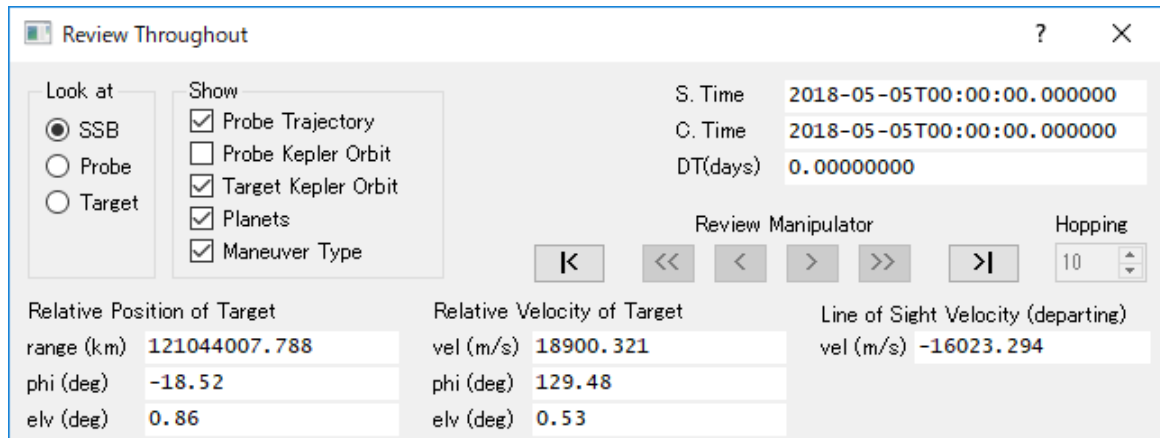 Review Throughout ? ×
Look at
SSB
Probe
Target
Show
Probe Trajectory
Probe Kepler Orbit
Target Kepler Orbit
Planets
Maneuver Type
S. Time 2018-05-05T00:00:00.000000
C. Time 2018-05-05T00:00:00.000000
DT(days) 0.00000000
Review Manipulator
|< << < > >> >|
Hopping
10
Relative Position of Target
range (km) 121044007.788
phi (deg) -18.52
elv (deg) 0.86
Relative Velocity of Target
vel (m/s) 18900.321
phi (deg) 129.48
elv (deg) 0.53
Line of Sight Velocity (departing)
vel (m/s) -16023.294